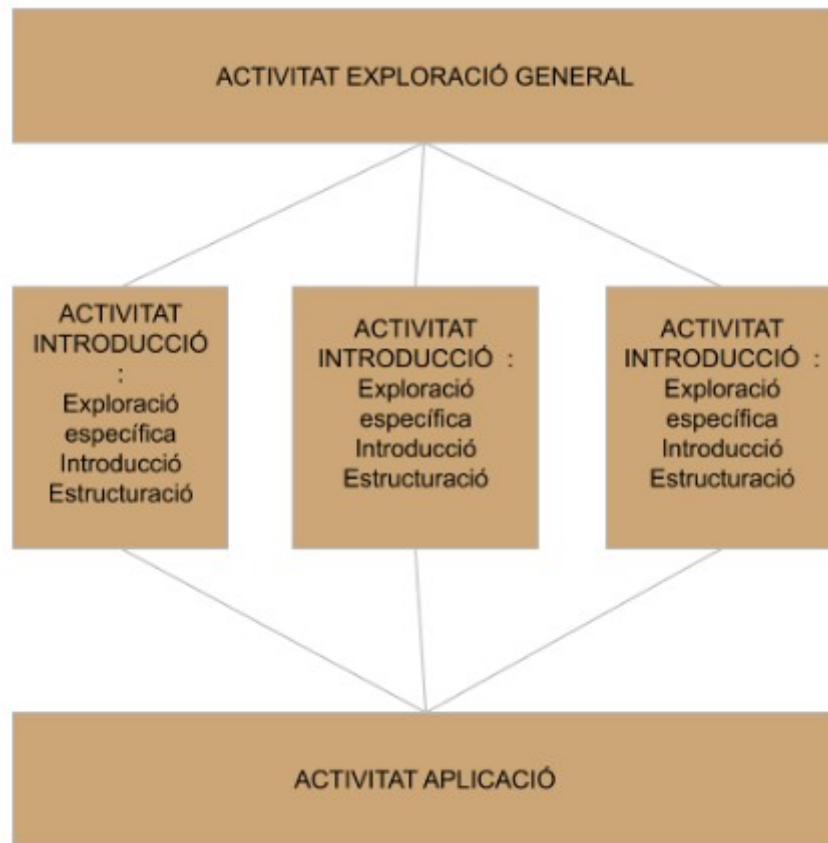 ACTIVITAT EXPLORACIÓ GENERAL
ACTIVITAT
INTRODUCCIÓ
:
Exploració
específica
Introducció
Estructuració
ACTIVITAT
INTRODUCCIÓ :
Exploració
específica
Introducció
Estructuració
ACTIVITAT
INTRODUCCIÓ :
Exploració
específica
Introducció
Estructuració
ACTIVITAT APLICACIÓ